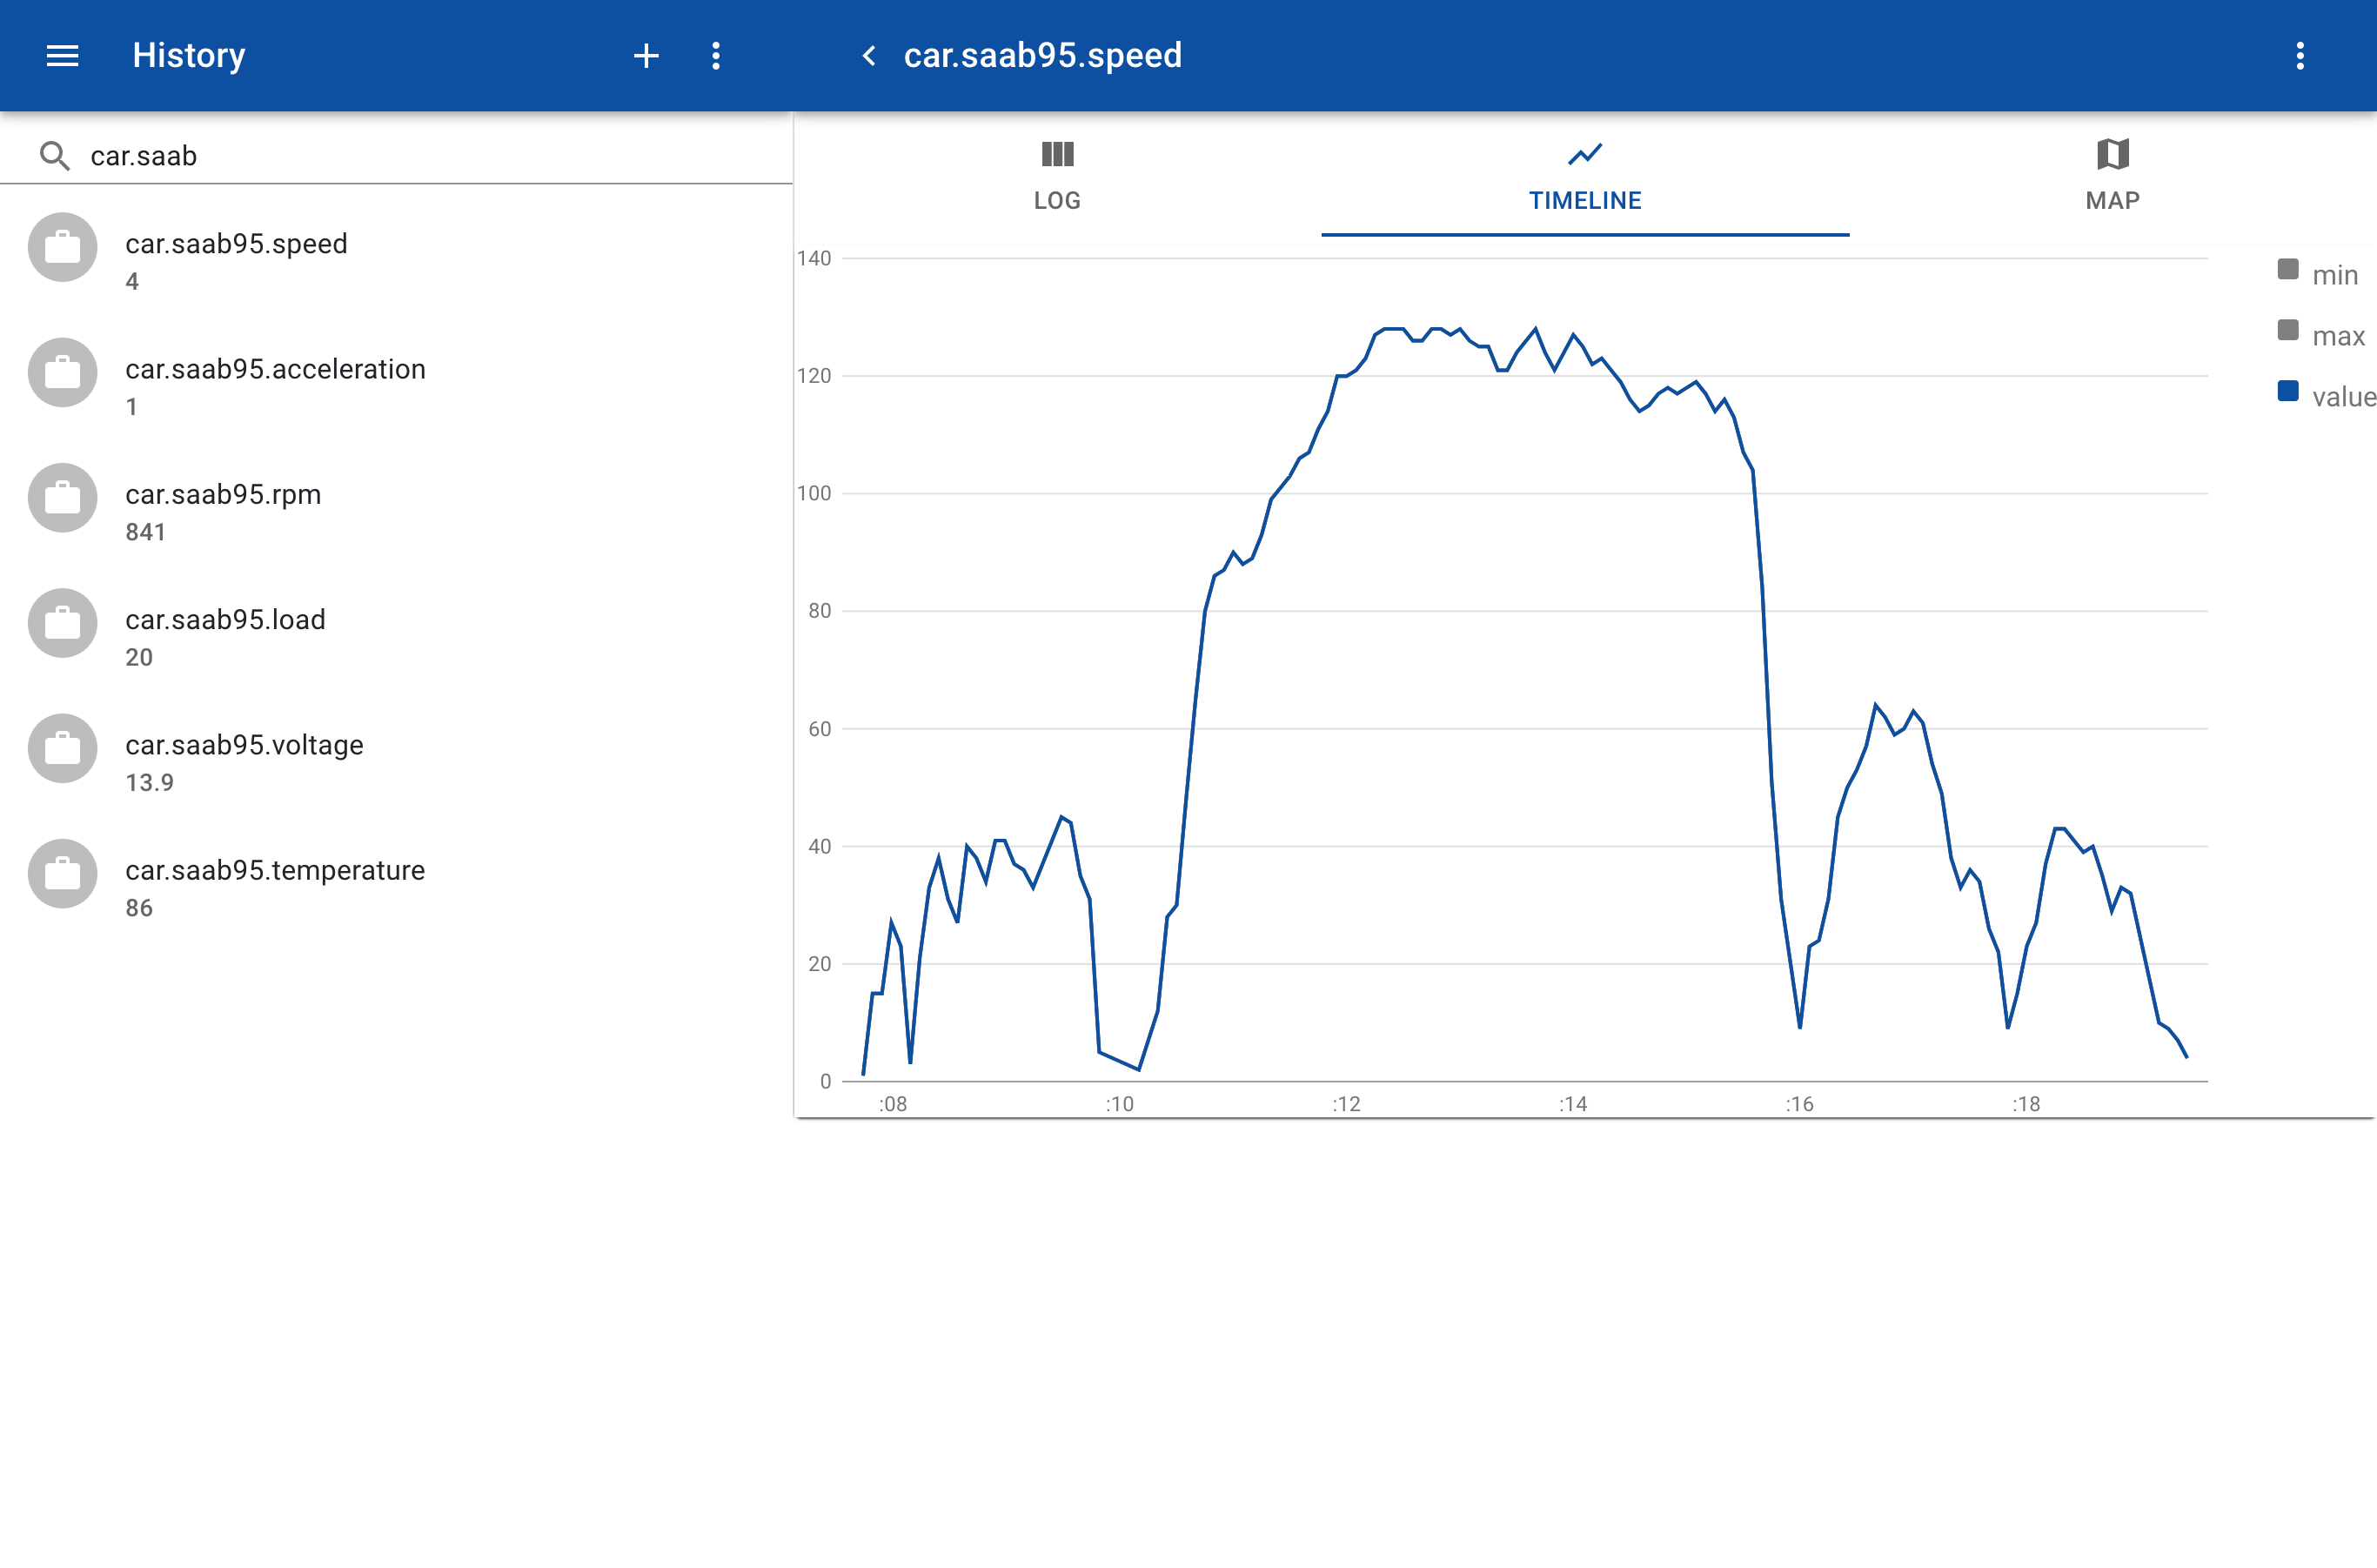 History
car.saab95.speed
car.saab
car.saab95.speed
4
car.saab95.acceleration
1
car.saab95.rpm
841
car.saab95.load
20
car.saab95.voltage
13.9
car.saab95.temperature
86
LOG
TIMELINE
MAP
140
120
100
80
60
40
20
0
:08 :10 :12 :14 :16 :18
min
max
value